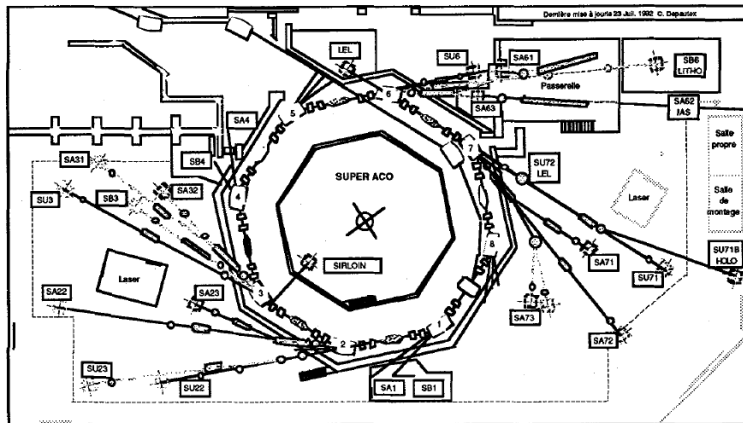 Dernière mise à jour le 23 Juil. 1992 C. Depautex
LEL
SU6
SA61
SB6
LITHO
Passerelle
6
SA4
5
SA63
SA62
IAS
SA31
SB4
7
SU72
LEL
Salle
propre
SU3
SB3
SA32
4
SUPER ACO
Laser
Salle
de
montage
8
SIRLOIN
SU71B
HOLO
Laser
SA71
SU71
SA22
SA23
3
SA73
SA72
2
1
SU23
SU22
SA1
SB1